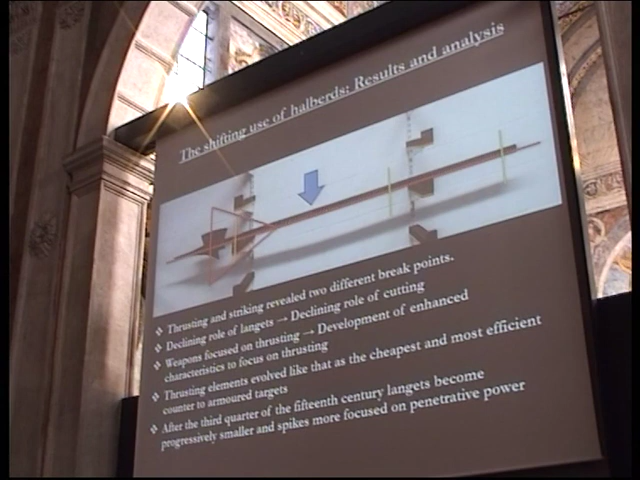 The shifting use of halberds: Results and analysis
❖ Thrusting and striking revealed two different break points.
❖ Declining role of langets → Declining role of cutting
❖ Weapons focused on thrusting → Development of enhanced
characteristics to focus on thrusting
❖ Thrusting elements evolved like that as the cheapest and most efficient
counter to armoured targets
❖ After the third quarter of the fifteenth century langets become
progressively smaller and spikes more focused on penetrative power